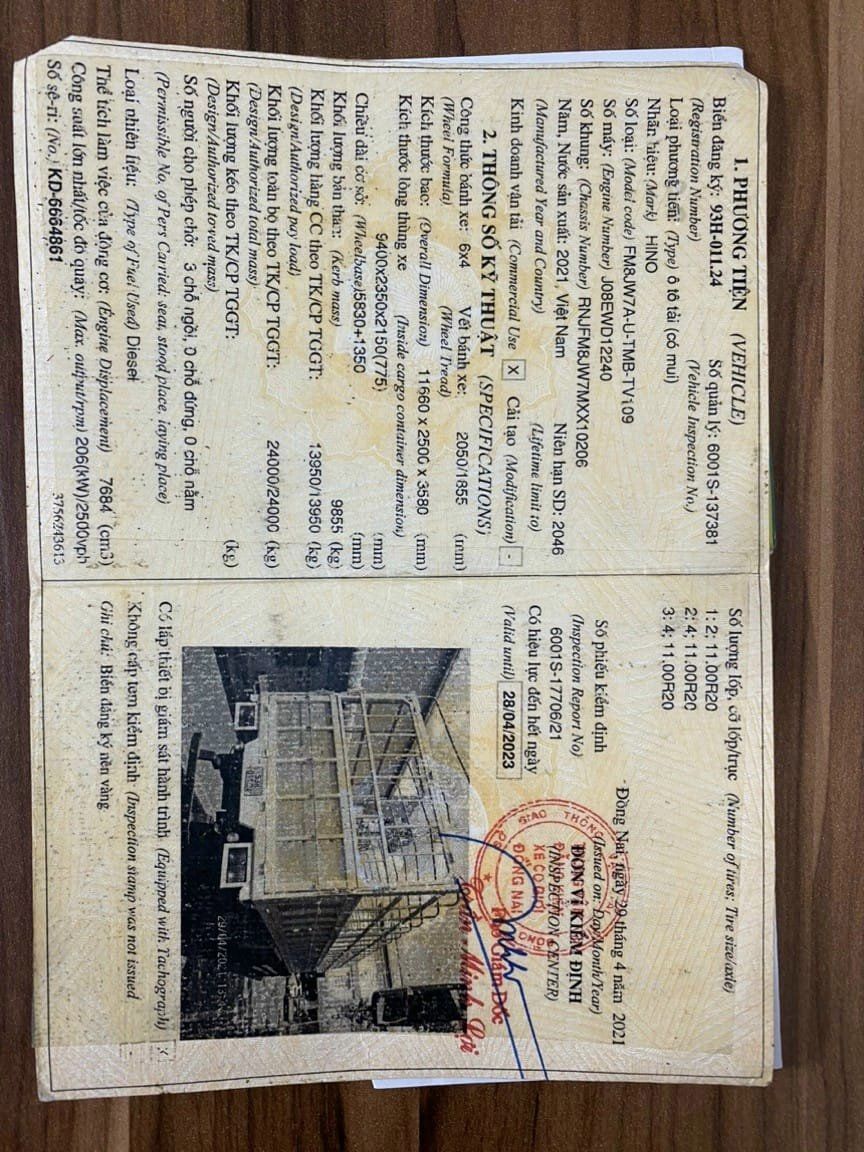 1. PHƯƠNG TIỆN (VEHICLE)
Biển đăng ký: 93H-011.24 Số quản lý: 6001S-137381
(Registration Number) (Vehicle Inspection No.)
Loại phương tiện: (Type) ô tô tải (có mui)
Nhãn hiệu: (Mark) HINO
Số loại: (Model code) FM8JW7A-U-TMB-TV109
Số máy: (Engine Number) J08EWD12240
Số khung: (Chassis Number) RNJFM8JW7MXX10206
Năm, Nước sản xuất: 2021, Việt Nam Niên hạn SD: 2046
(Manufactured Year and Country) (Lifetime limit to)
Kinh doanh vận tải (Commercial Use) X Cải tạo (Modification) -
2. THÔNG SỐ KỸ THUẬT (SPECIFICATIONS)
Công thức bánh xe: 6x4 Vết bánh xe: 2050/1855 (mm)
(Wheel Formula) (Wheel Tread)
Kích thước bao: (Overall Dimension) 11660 x 2500 x 3580 (mm)
Kích thước lòng thùng xe (Inside cargo container dimension)
9400x2350x2150(775) (mm)
Chiều dài cơ sở: (Wheelbase) 5830+1350 (mm)
Khối lượng bản thân: (Kerb mass) 9855 (kg)
Khối lượng hàng CC theo TK/CP TGGT: 13950/13950 (kg)
(Design/Authorized pay load)
Khối lượng toàn bộ theo TK/CP TGGT: 24000/24000 (kg)
(Design/Authorized total mass)
Khối lượng kéo theo TK/CP TGGT: (kg)
(Design/Authorized towed mass)
Số người cho phép chở: 3 chỗ ngồi, 0 chỗ đứng, 0 chỗ nằm
(Permissible No. of Pers Carried: seat, stood place, laying place)
Loại nhiên liệu: (Type of Fuel Used) Diesel
Thể tích làm việc của động cơ: (Engine Displacement) 7684 (cm3)
Công suất lớn nhất/tốc độ quay: (Max. output/rpm) 206(kW)/2500vph
Số sê-ri: (No.) KD-6664861 3756243613
Số lượng lốp, cỡ lốp/trục (Number of tires; Tire size/axle)
1: 2; 11.00R20
2: 4; 11.00R20
3: 4; 11.00R20
Đồng Nai, ngày 29 tháng 4 năm 2021
(Issued on: Day/Month/Year)
Số phiếu kiểm định ĐƠN VỊ KIỂM ĐỊNH
(Inspection Report No) (INSPECTION CENTER)
6001S-17706/21
Có hiệu lực đến hết ngày
(Valid until) 28/04/2023
GIAO THÔNG
XE CƠ GIỚI
ĐỒNG NAI
Giám Đốc
29/04/202
Có lắp thiết bị giám sát hành trình (Equipped with Tachography) X
Không cấp tem kiểm định (Inspection stamp was not issued) -
Ghi chú: Biển đăng ký nền vàng.